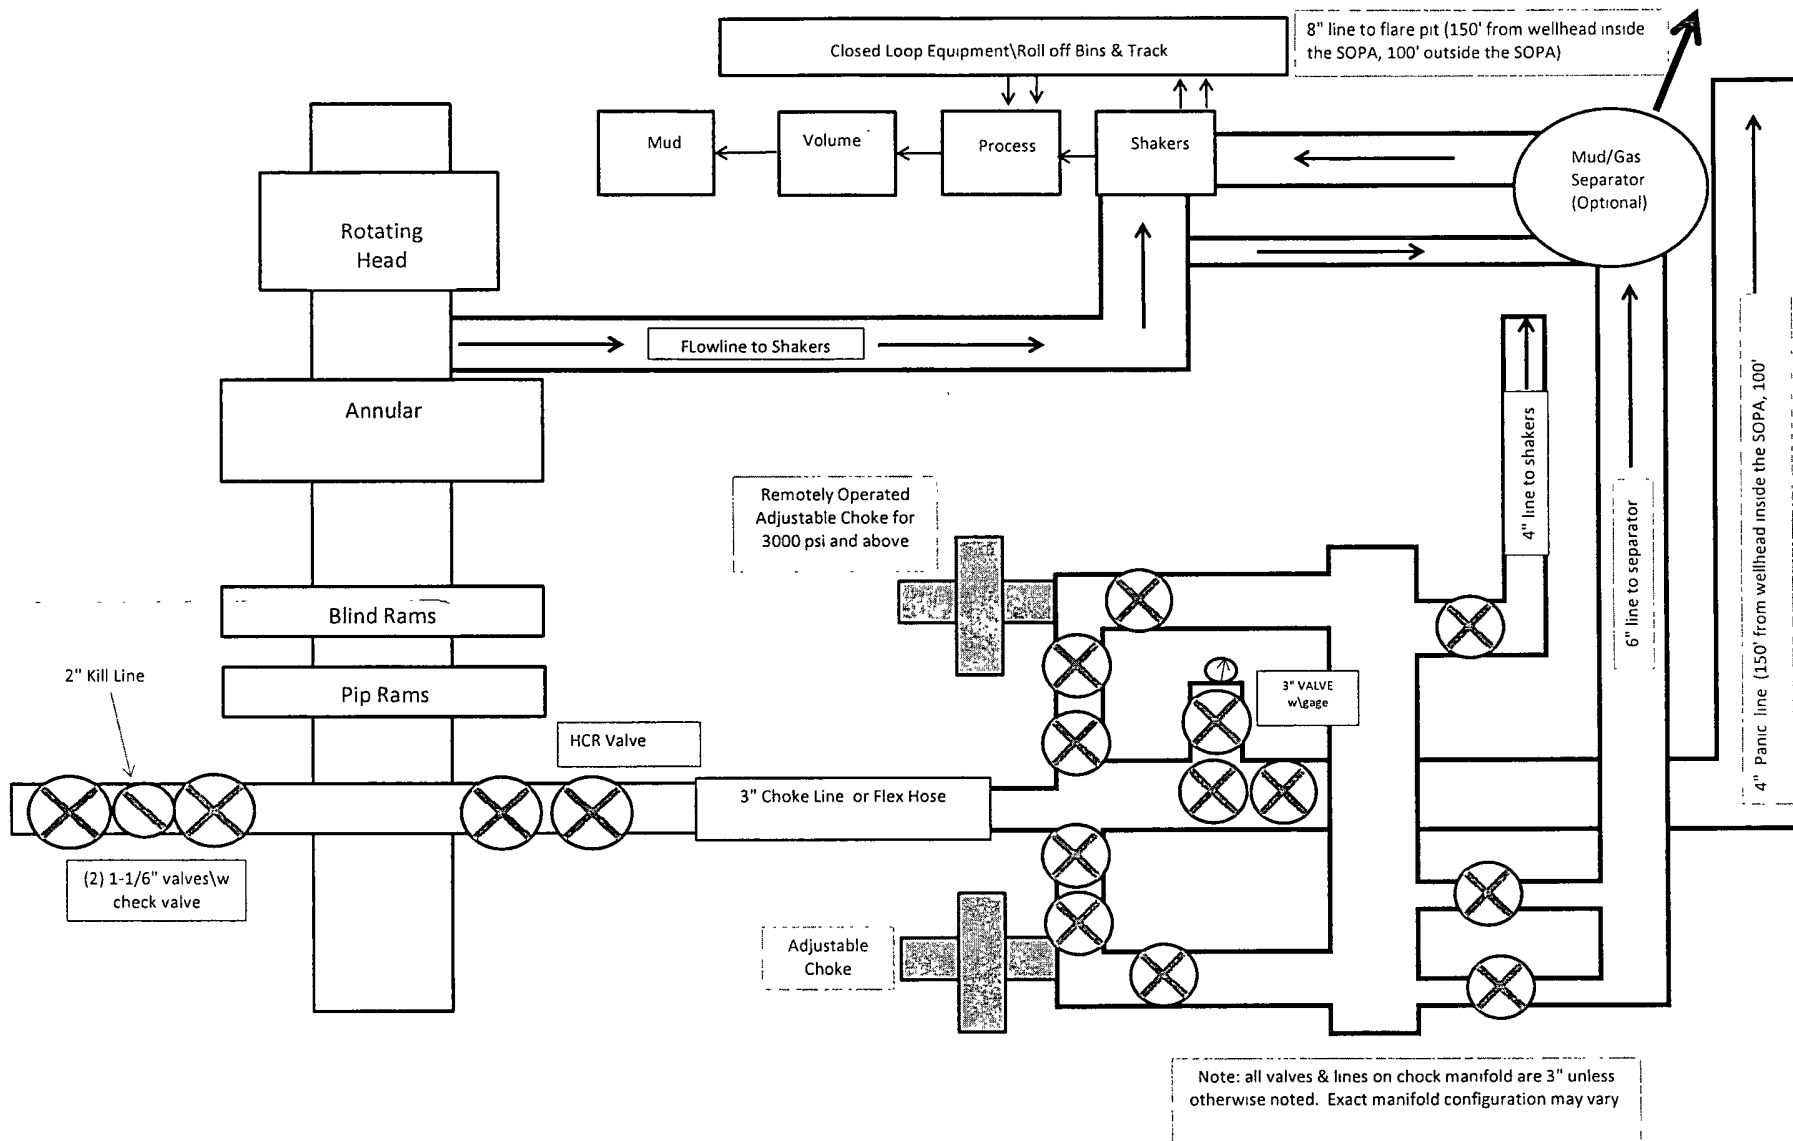 Closed Loop Equipment\Roll off Bins & Track
8" line to flare pit (150' from wellhead inside
the SOPA, 100' outside the SOPA)
Mud
Volume
Process
Shakers
Mud/Gas
Separator
(Optional)
Rotating
Head
FLowline to Shakers
Annular
Remotely Operated
Adjustable Choke for
3000 psi and above
4" line to shakers
6" line to separator
4" Panic line (150' from wellhead inside the SOPA, 100'
Blind Rams
2" Kill Line
Pip Rams
3" VALVE
w\gage
HCR Valve
3" Choke Line or Flex Hose
(2) 1-1/6" valves\w
check valve
Adjustable
Choke
Note: all valves & lines on chock manifold are 3" unless
otherwise noted. Exact manifold configuration may vary